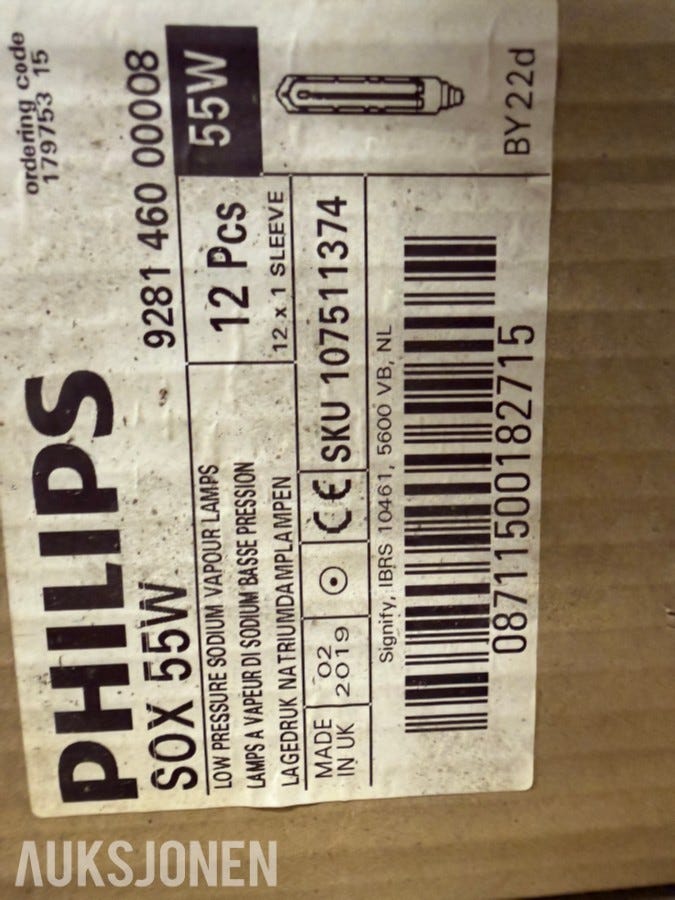 ordering code
179753 15
PHILIPS
9281 460 00008
SOX 55W
55W
LOW PRESSURE SODIUM VAPOUR LAMPS
LAMPS A VAPEUR DI SODIUM BASSE PRESSION
LAGEDRUK NATRIUMDAMPLAMPEN
12 Pcs
12 x 1 SLEEVE
MADE
IN UK
02
2019
CE
SKU 107511374
BY22d
Signify, IBRS 10461, 5600 VB, NL
08711500182715
AUKSJONEN